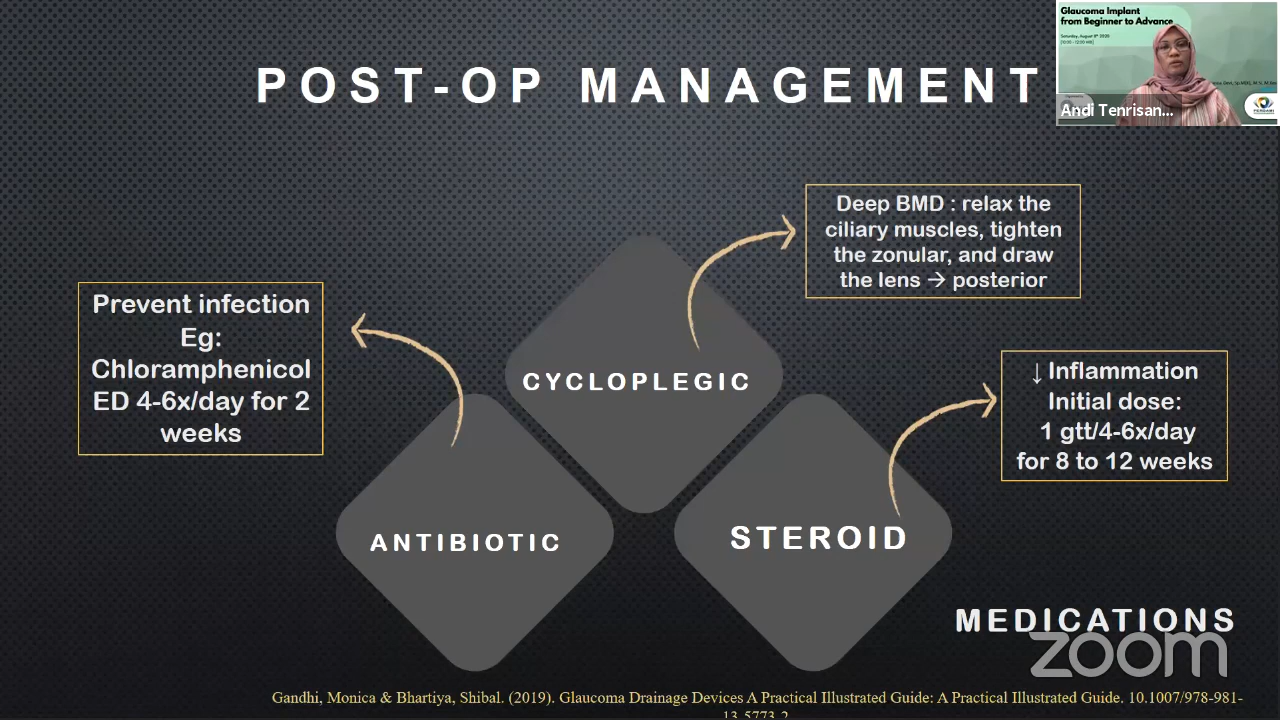 Glaucoma Implant
from Beginner to Advance
Andi Tenrisan...
POST-OP MANAGEMENT
Deep BMD : relax the
ciliary muscles, tighten
the zonular, and draw
the lens → posterior
Prevent infection
Eg:
Chloramphenicol
ED 4-6x/day for 2
weeks
CYCLOPLEGIC
↓ Inflammation
Initial dose:
1 gtt/4-6x/day
for 8 to 12 weeks
ANTIBIOTIC
STEROID
MEDICATIONS
zoom
Gandhi, Monica & Bhartiya, Shibal. (2019). Glaucoma Drainage Devices A Practical Illustrated Guide: A Practical Illustrated Guide. 10.1007/978-981-
13-5773-2